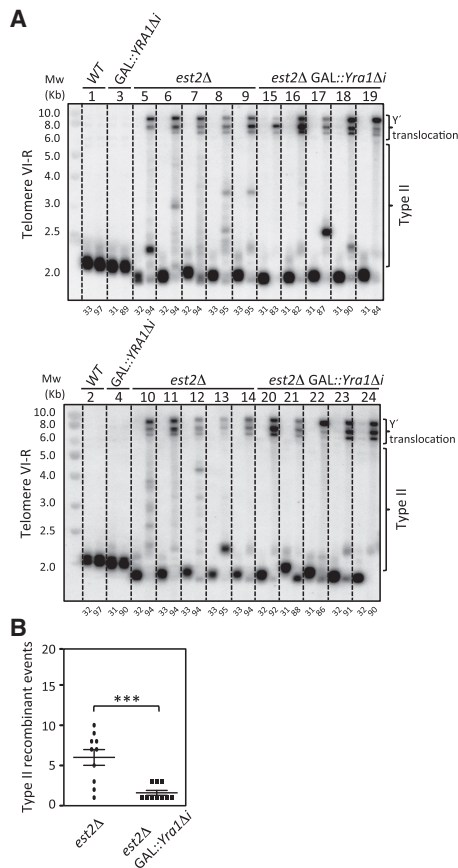 A
WT
GAL::YRA1Δi
est2Δ
est2Δ GAL::Yra1Δi
Mw
(Kb)
1 3 5 6 7 8 9 15 16 17 18 19
10.0
8.0
6.0
5.0
4.0
3.0
2.0
Telomere VI-R
Y′
translocation
Type II
33 97 31 89 32 94 32 94 32 94 33 95 33 95 31 83 31 82 31 87 31 90 31 84
WT
GAL::YRA1Δi
est2Δ
est2Δ GAL::Yra1Δi
Mw
(Kb)
2 4 10 11 12 13 14 20 21 22 23 24
10.0
8.0
6.0
5.0
4.0
3.0
2.5
2.0
Telomere VI-R
Y′
translocation
Type II
32 97 31 90 32 94 33 94 33 94 33 95 33 94 32 92 31 88 31 86 32 91 32 90
B
Type II recombinant events
20
15
10
5
0
***
est2Δ
est2Δ
GAL::Yra1Δi